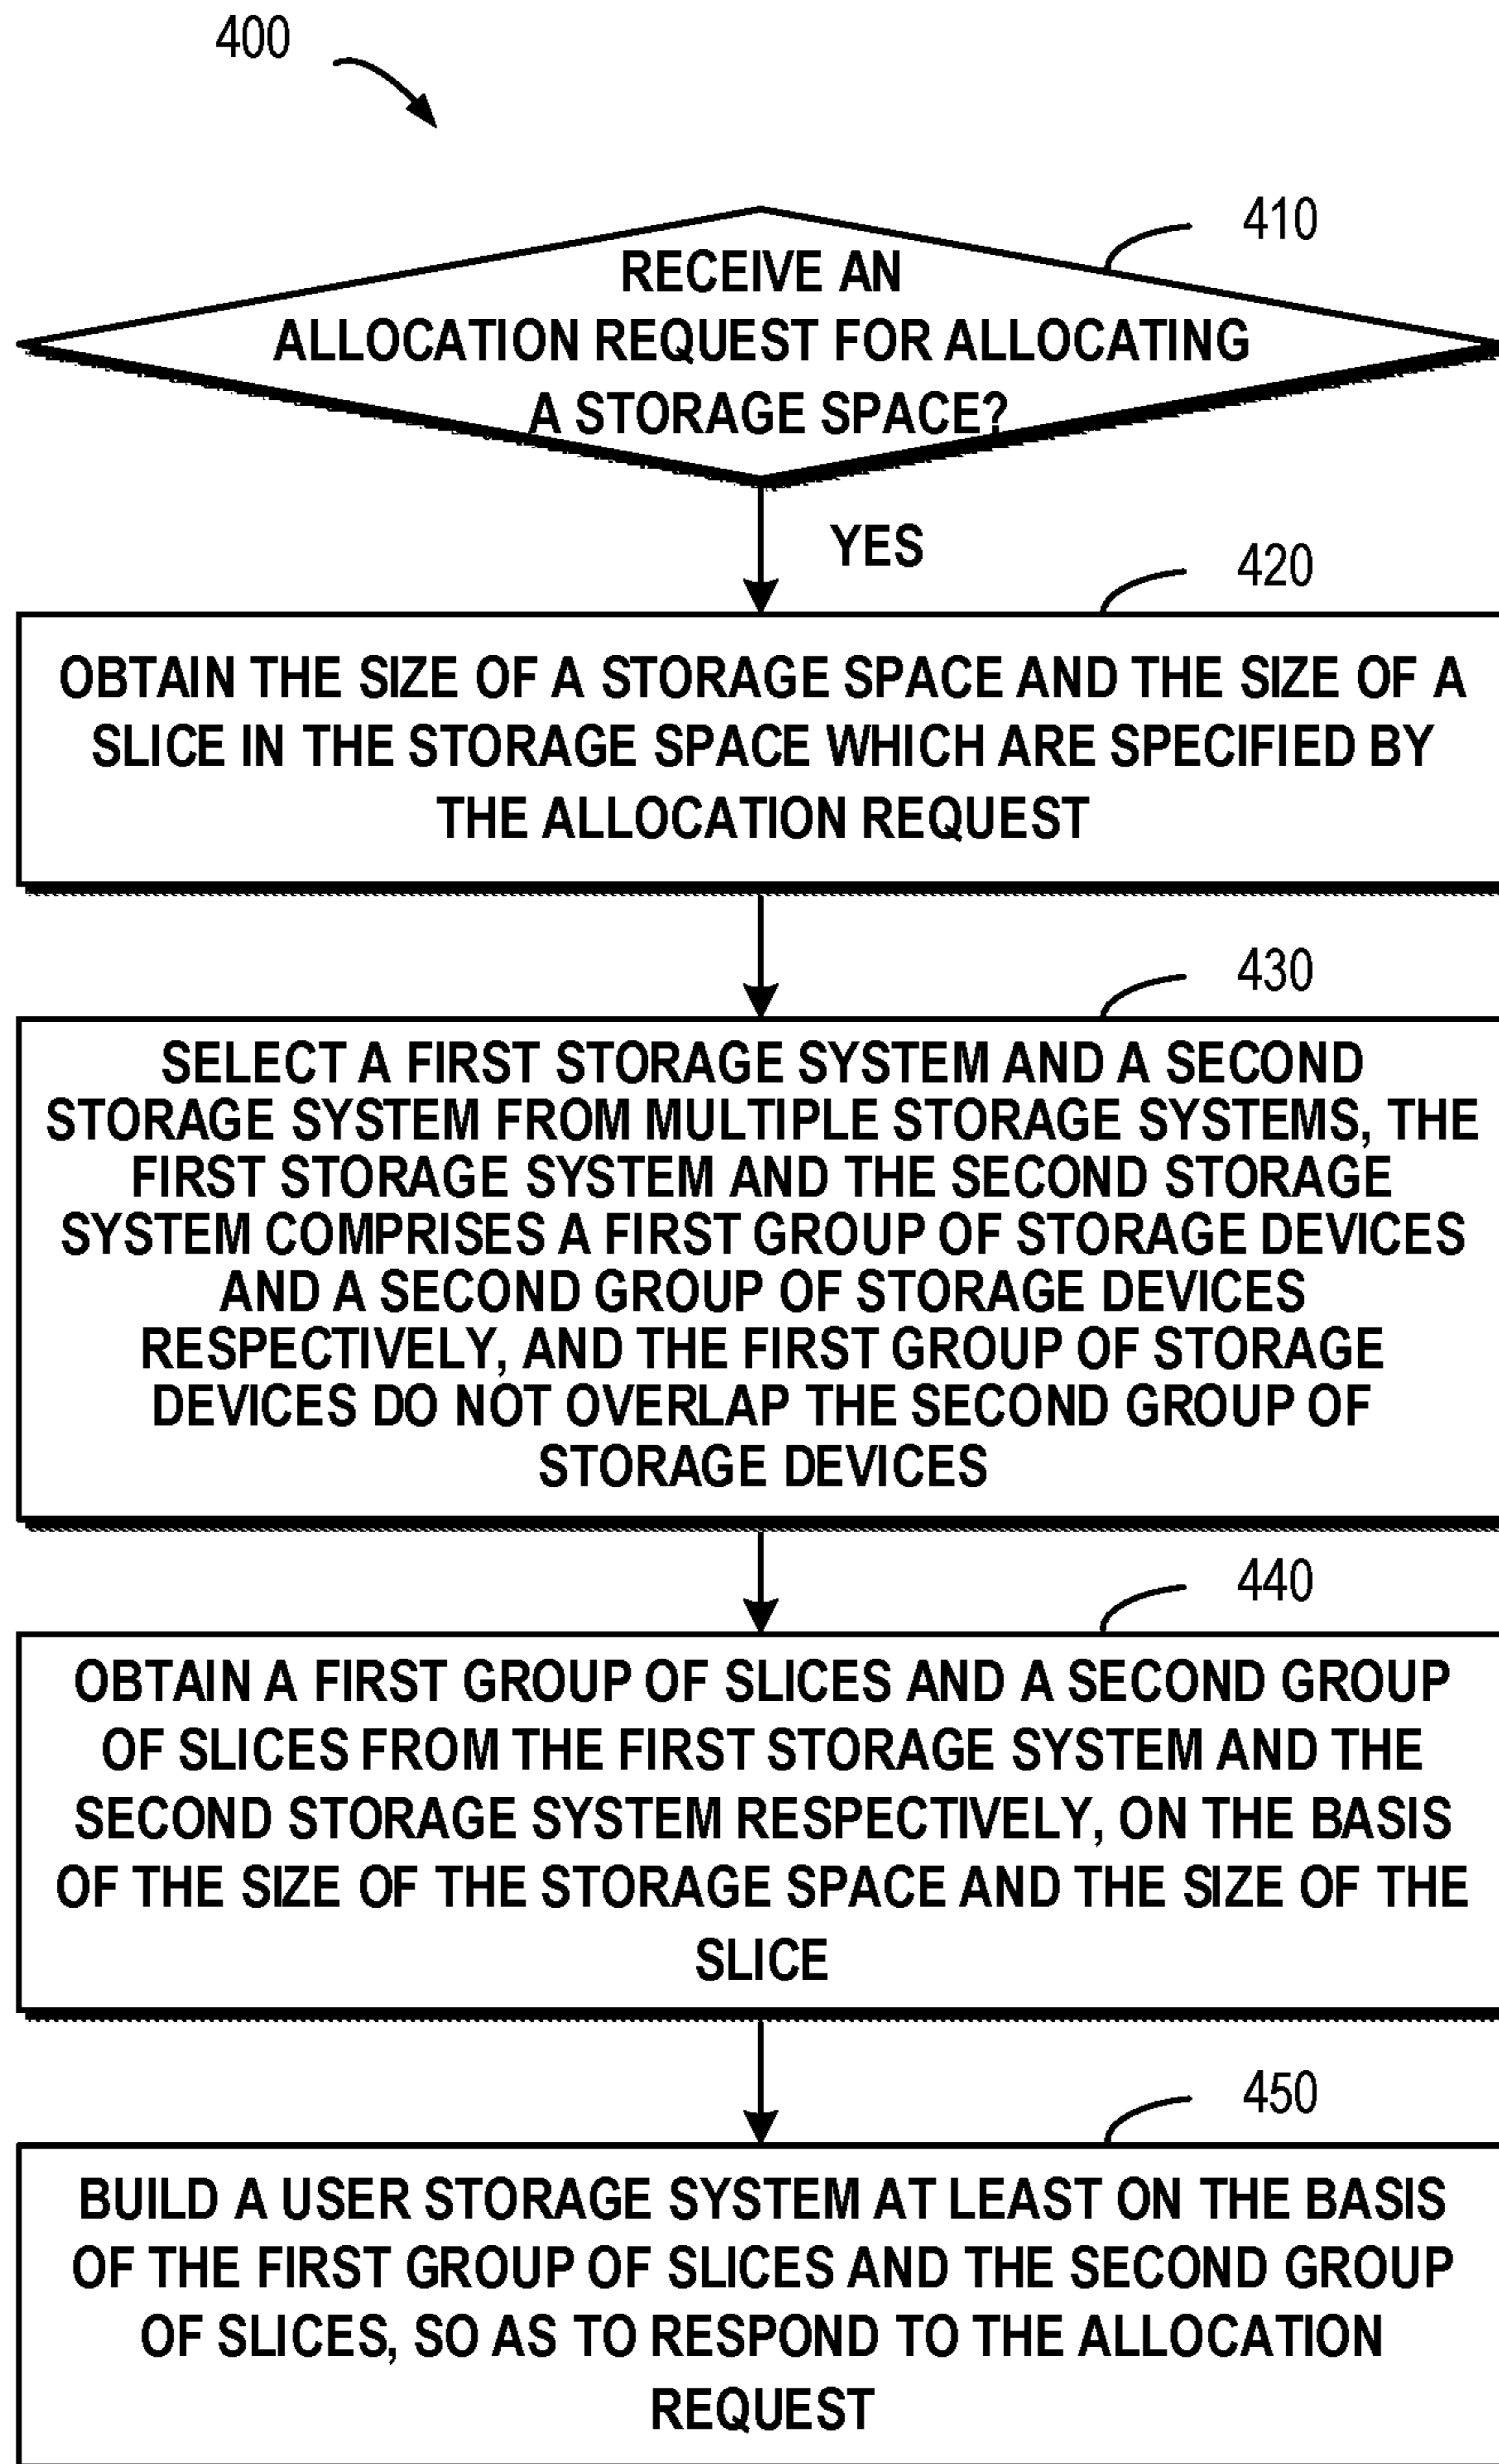 400
410
RECEIVE AN
ALLOCATION REQUEST FOR ALLOCATING
A STORAGE SPACE?
YES
420
OBTAIN THE SIZE OF A STORAGE SPACE AND THE SIZE OF A
SLICE IN THE STORAGE SPACE WHICH ARE SPECIFIED BY
THE ALLOCATION REQUEST
430
SELECT A FIRST STORAGE SYSTEM AND A SECOND
STORAGE SYSTEM FROM MULTIPLE STORAGE SYSTEMS, THE
FIRST STORAGE SYSTEM AND THE SECOND STORAGE
SYSTEM COMPRISES A FIRST GROUP OF STORAGE DEVICES
AND A SECOND GROUP OF STORAGE DEVICES
RESPECTIVELY, AND THE FIRST GROUP OF STORAGE
DEVICES DO NOT OVERLAP THE SECOND GROUP OF
STORAGE DEVICES
440
OBTAIN A FIRST GROUP OF SLICES AND A SECOND GROUP
OF SLICES FROM THE FIRST STORAGE SYSTEM AND THE
SECOND STORAGE SYSTEM RESPECTIVELY, ON THE BASIS
OF THE SIZE OF THE STORAGE SPACE AND THE SIZE OF THE
SLICE
450
BUILD A USER STORAGE SYSTEM AT LEAST ON THE BASIS
OF THE FIRST GROUP OF SLICES AND THE SECOND GROUP
OF SLICES, SO AS TO RESPOND TO THE ALLOCATION
REQUEST